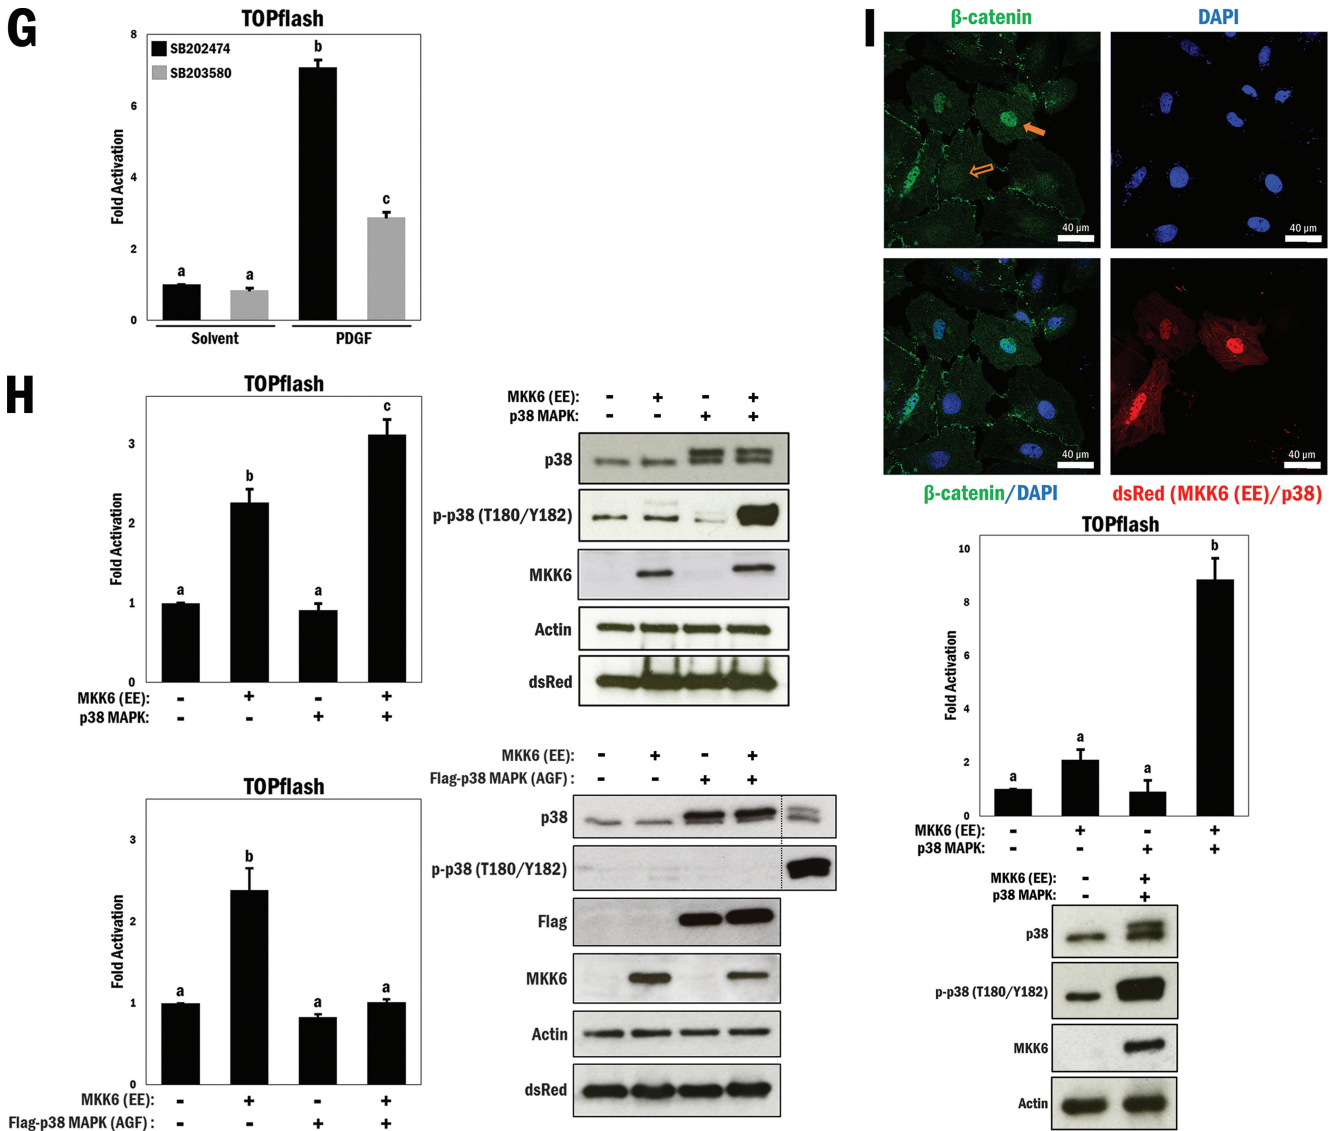 G
TOPflash
SB202474
SB203580
Fold Activation
8
6
4
2
0
a
a
b
c
Solvent
PDGF
H
TOPflash
Fold Activation
3
2
1
0
a
b
a
c
MKK6 (EE): - + - +
p38 MAPK: - - + +
MKK6 (EE): - + - +
p38 MAPK: - - + +
p38
p-p38 (T180/Y182)
MKK6
Actin
dsRed
TOPflash
Fold Activation
3
2
1
0
a
b
a
a
MKK6 (EE): - + - +
Flag-p38 MAPK (AGF): - - + +
MKK6 (EE): - + - +
Flag-p38 MAPK (AGF) : - - + +
p38
p-p38 (T180/Y182)
Flag
MKK6
Actin
dsRed
I
β-catenin
DAPI
40 µm
40 µm
40 µm
40 µm
β-catenin/DAPI
dsRed (MKK6 (EE)/p38)
TOPflash
Fold Activation
10
8
6
4
2
0
a
a
a
b
MKK6 (EE): - + - +
p38 MAPK: - - + +
MKK6 (EE): - +
p38 MAPK: - +
p38
p-p38 (T180/Y182)
MKK6
Actin